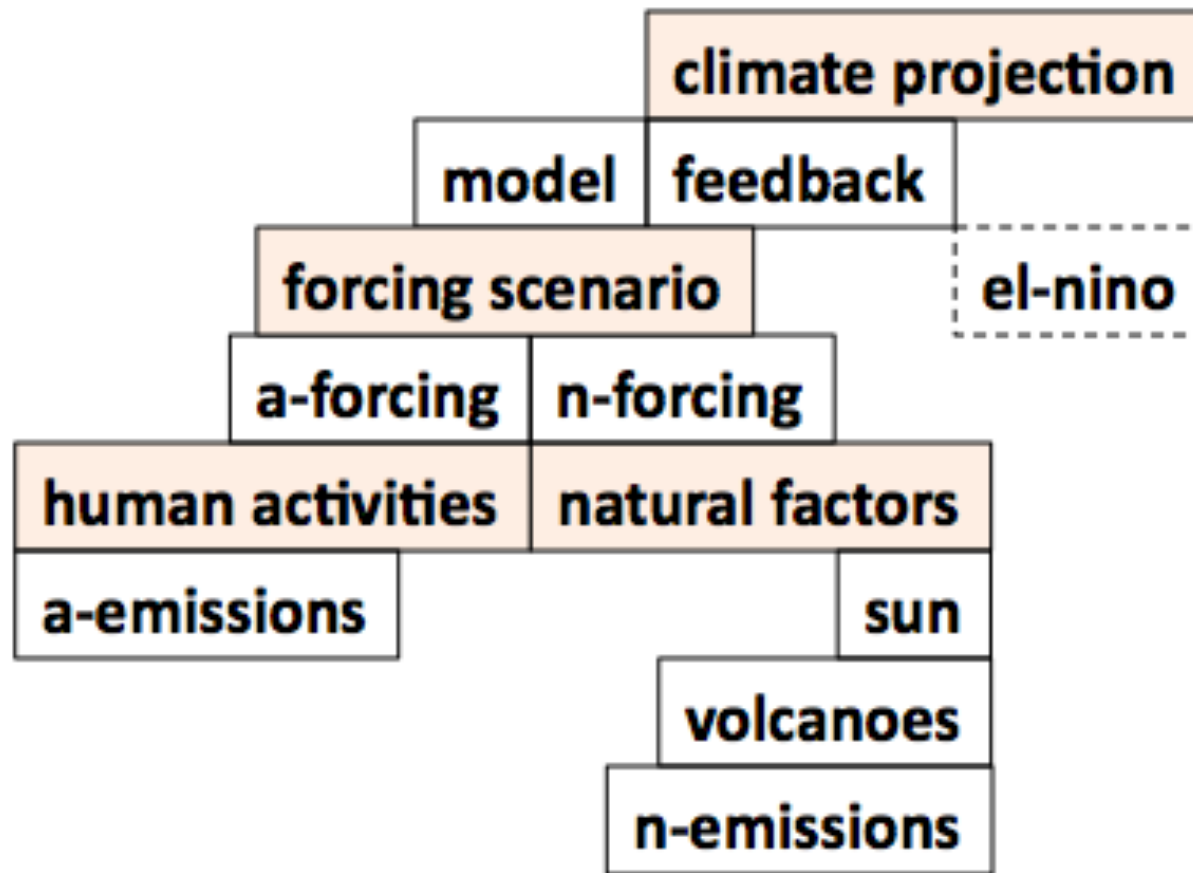 climate projection
model feedback
forcing scenario el-nino
a-forcing n-forcing
human activities natural factors
a-emissions sun
volcanoes
n-emissions